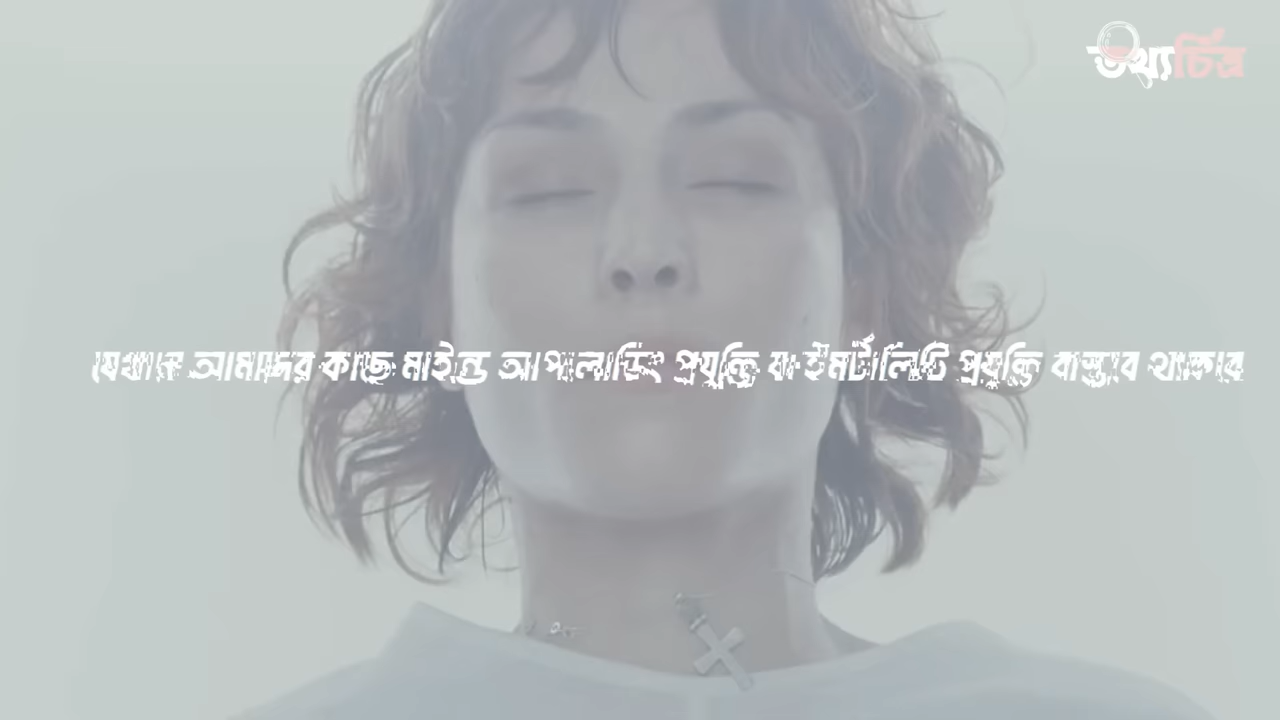 তথ্যচিত্র
যেখানে আমাদের কাছে মাইন্ড আপলোডিং প্রযুক্তি বা ইমর্টালিটি প্রযুক্তি বাস্তবে থাকবে